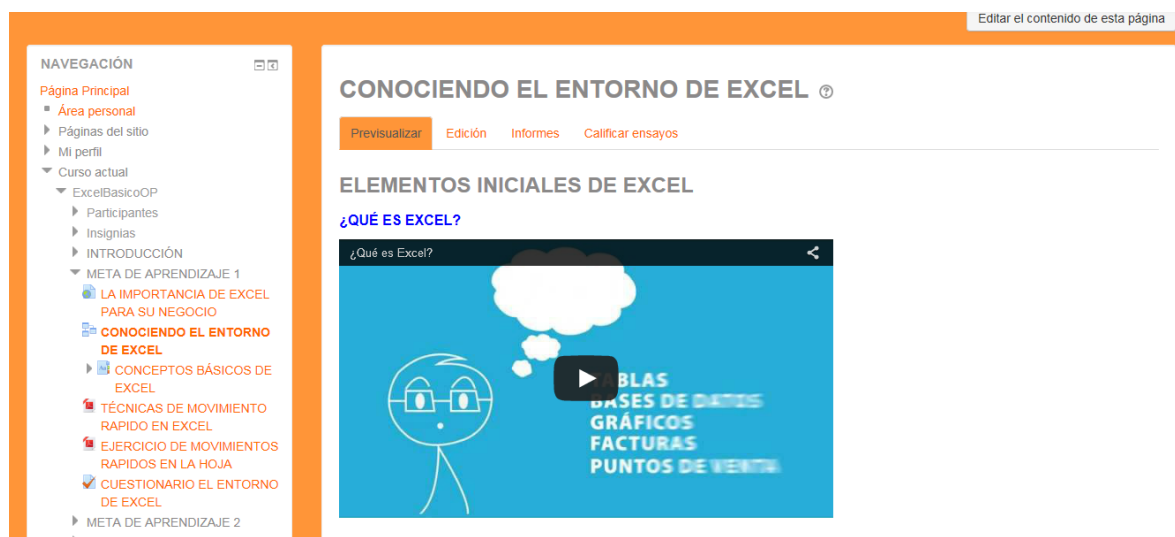 Editar el contenido de esta página
NAVEGACIÓN
Página Principal
Área personal
Páginas del sitio
Mi perfil
Curso actual
ExcelBasicoOP
Participantes
Insignias
INTRODUCCIÓN
META DE APRENDIZAJE 1
LA IMPORTANCIA DE EXCEL
PARA SU NEGOCIO
CONOCIENDO EL ENTORNO
DE EXCEL
CONCEPTOS BÁSICOS DE
EXCEL
TÉCNICAS DE MOVIMIENTO
RAPIDO EN EXCEL
EJERCICIO DE MOVIMIENTOS
RAPIDOS EN LA HOJA
CUESTIONARIO EL ENTORNO
DE EXCEL
META DE APRENDIZAJE 2
CONOCIENDO EL ENTORNO DE EXCEL
Previsualizar Edición Informes Calificar ensayos
ELEMENTOS INICIALES DE EXCEL
¿QUÉ ES EXCEL?
¿Qué es Excel?
TABLAS
BASES DE
GRÁFICOS
FACTURAS
PUNTOS DE